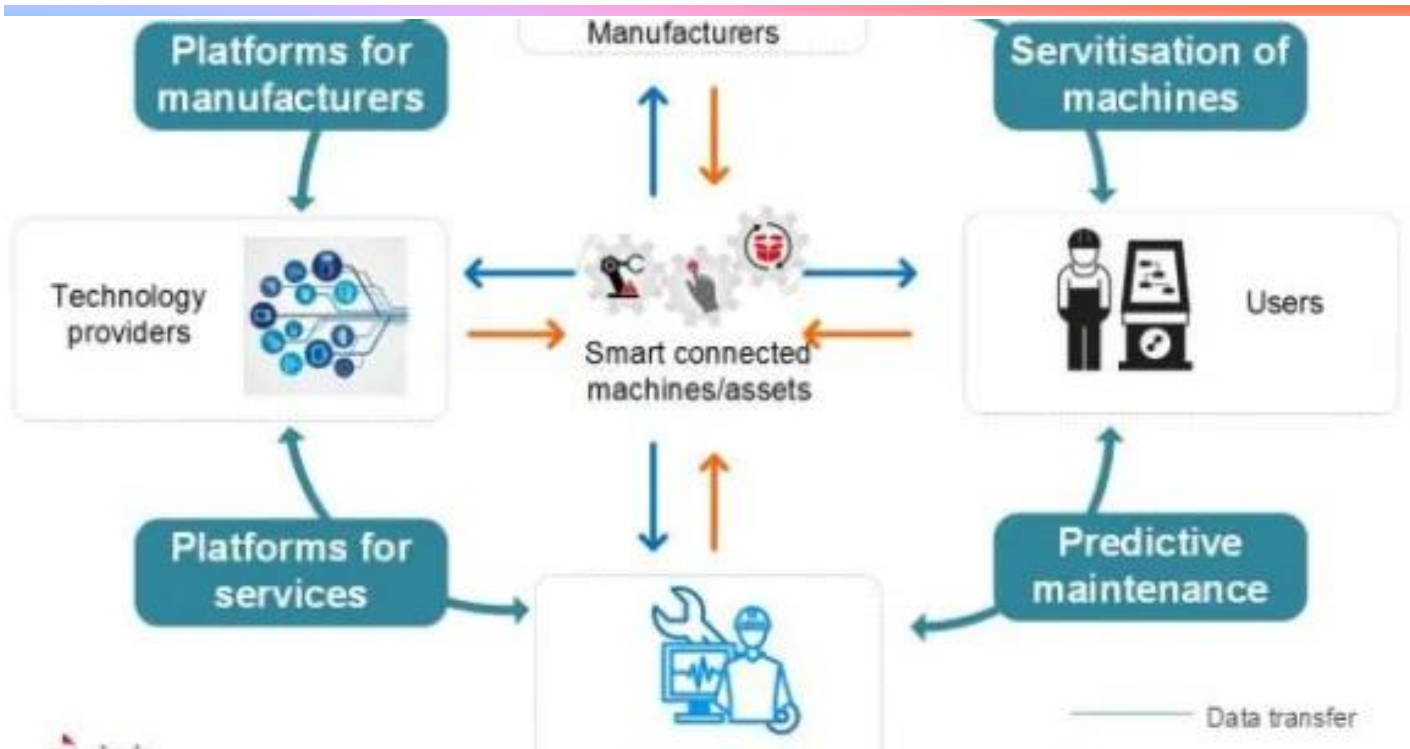 Manufacturers
Platforms for
manufacturers
Servitisation of
machines
Technology
providers
Smart connected
machines/assets
Users
Platforms for
services
Predictive
maintenance
Data transfer